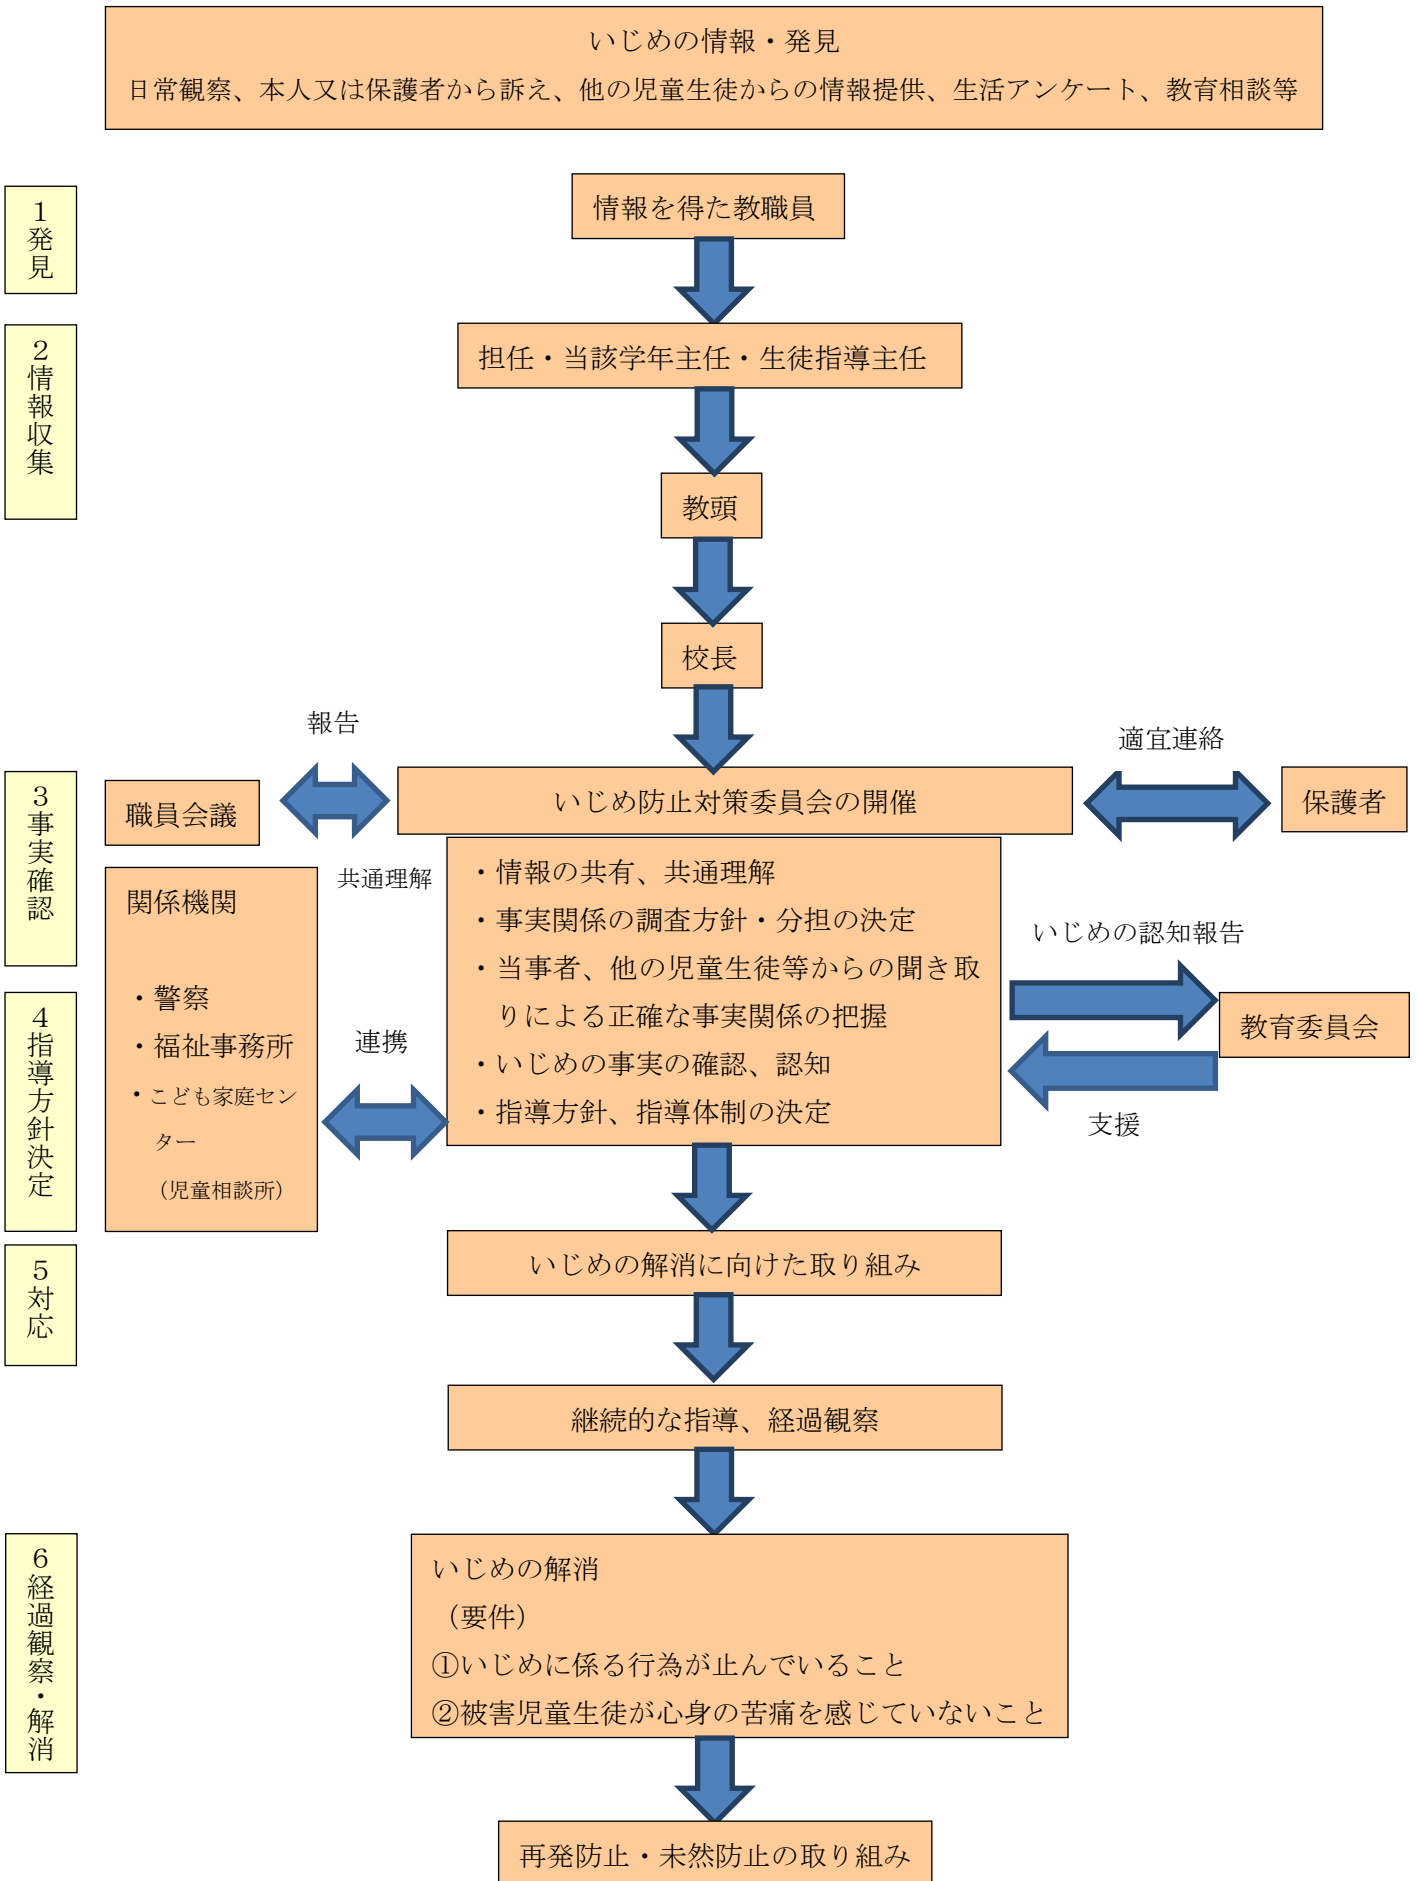 いじめの情報・発見
日常観察、本人又は保護者から訴え、他の児童生徒からの情報提供、生活アンケート、教育相談等
1発見
情報を得た教職員
2情報収集
担任・当該学年主任・生徒指導主任
教頭
校長
報告
適宜連絡
3事実確認
職員会議
いじめ防止対策委員会の開催
保護者
共通理解
関係機関
・警察
・福祉事務所
・こども家庭セン
ター
（児童相談所）
・情報の共有、共通理解
・事実関係の調査方針・分担の決定
・当事者、他の児童生徒等からの聞き取
りによる正確な事実関係の把握
・いじめの事実の確認、認知
・指導方針、指導体制の決定
いじめの認知報告
教育委員会
支援
4指導方針決定
連携
いじめの解消に向けた取り組み
5対応
継続的な指導、経過観察
6経過観察・解消
いじめの解消
（要件）
①いじめに係る行為が止んでいること
②被害児童生徒が心身の苦痛を感じていないこと
再発防止・未然防止の取り組み